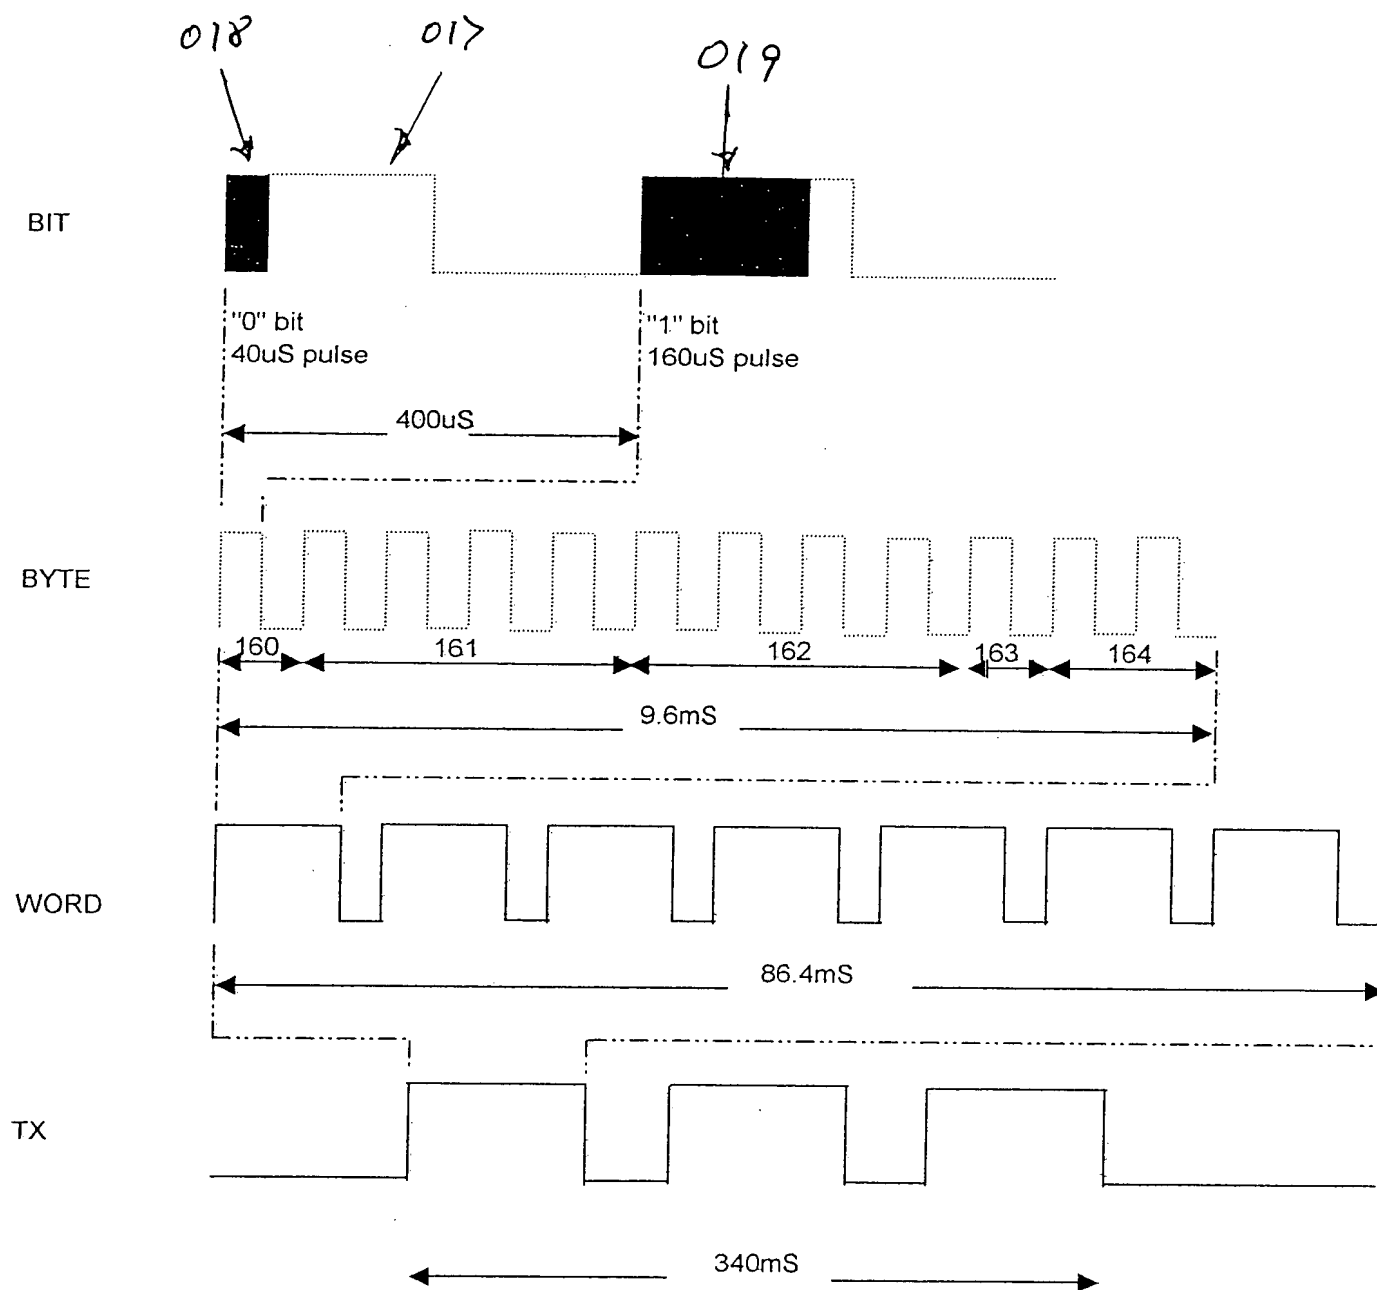 018 017 019
BIT
"0" bit "1" bit
40uS pulse 160uS pulse
400uS
BYTE
160 161 162 163 164
9.6mS
WORD
86.4mS
TX
340mS